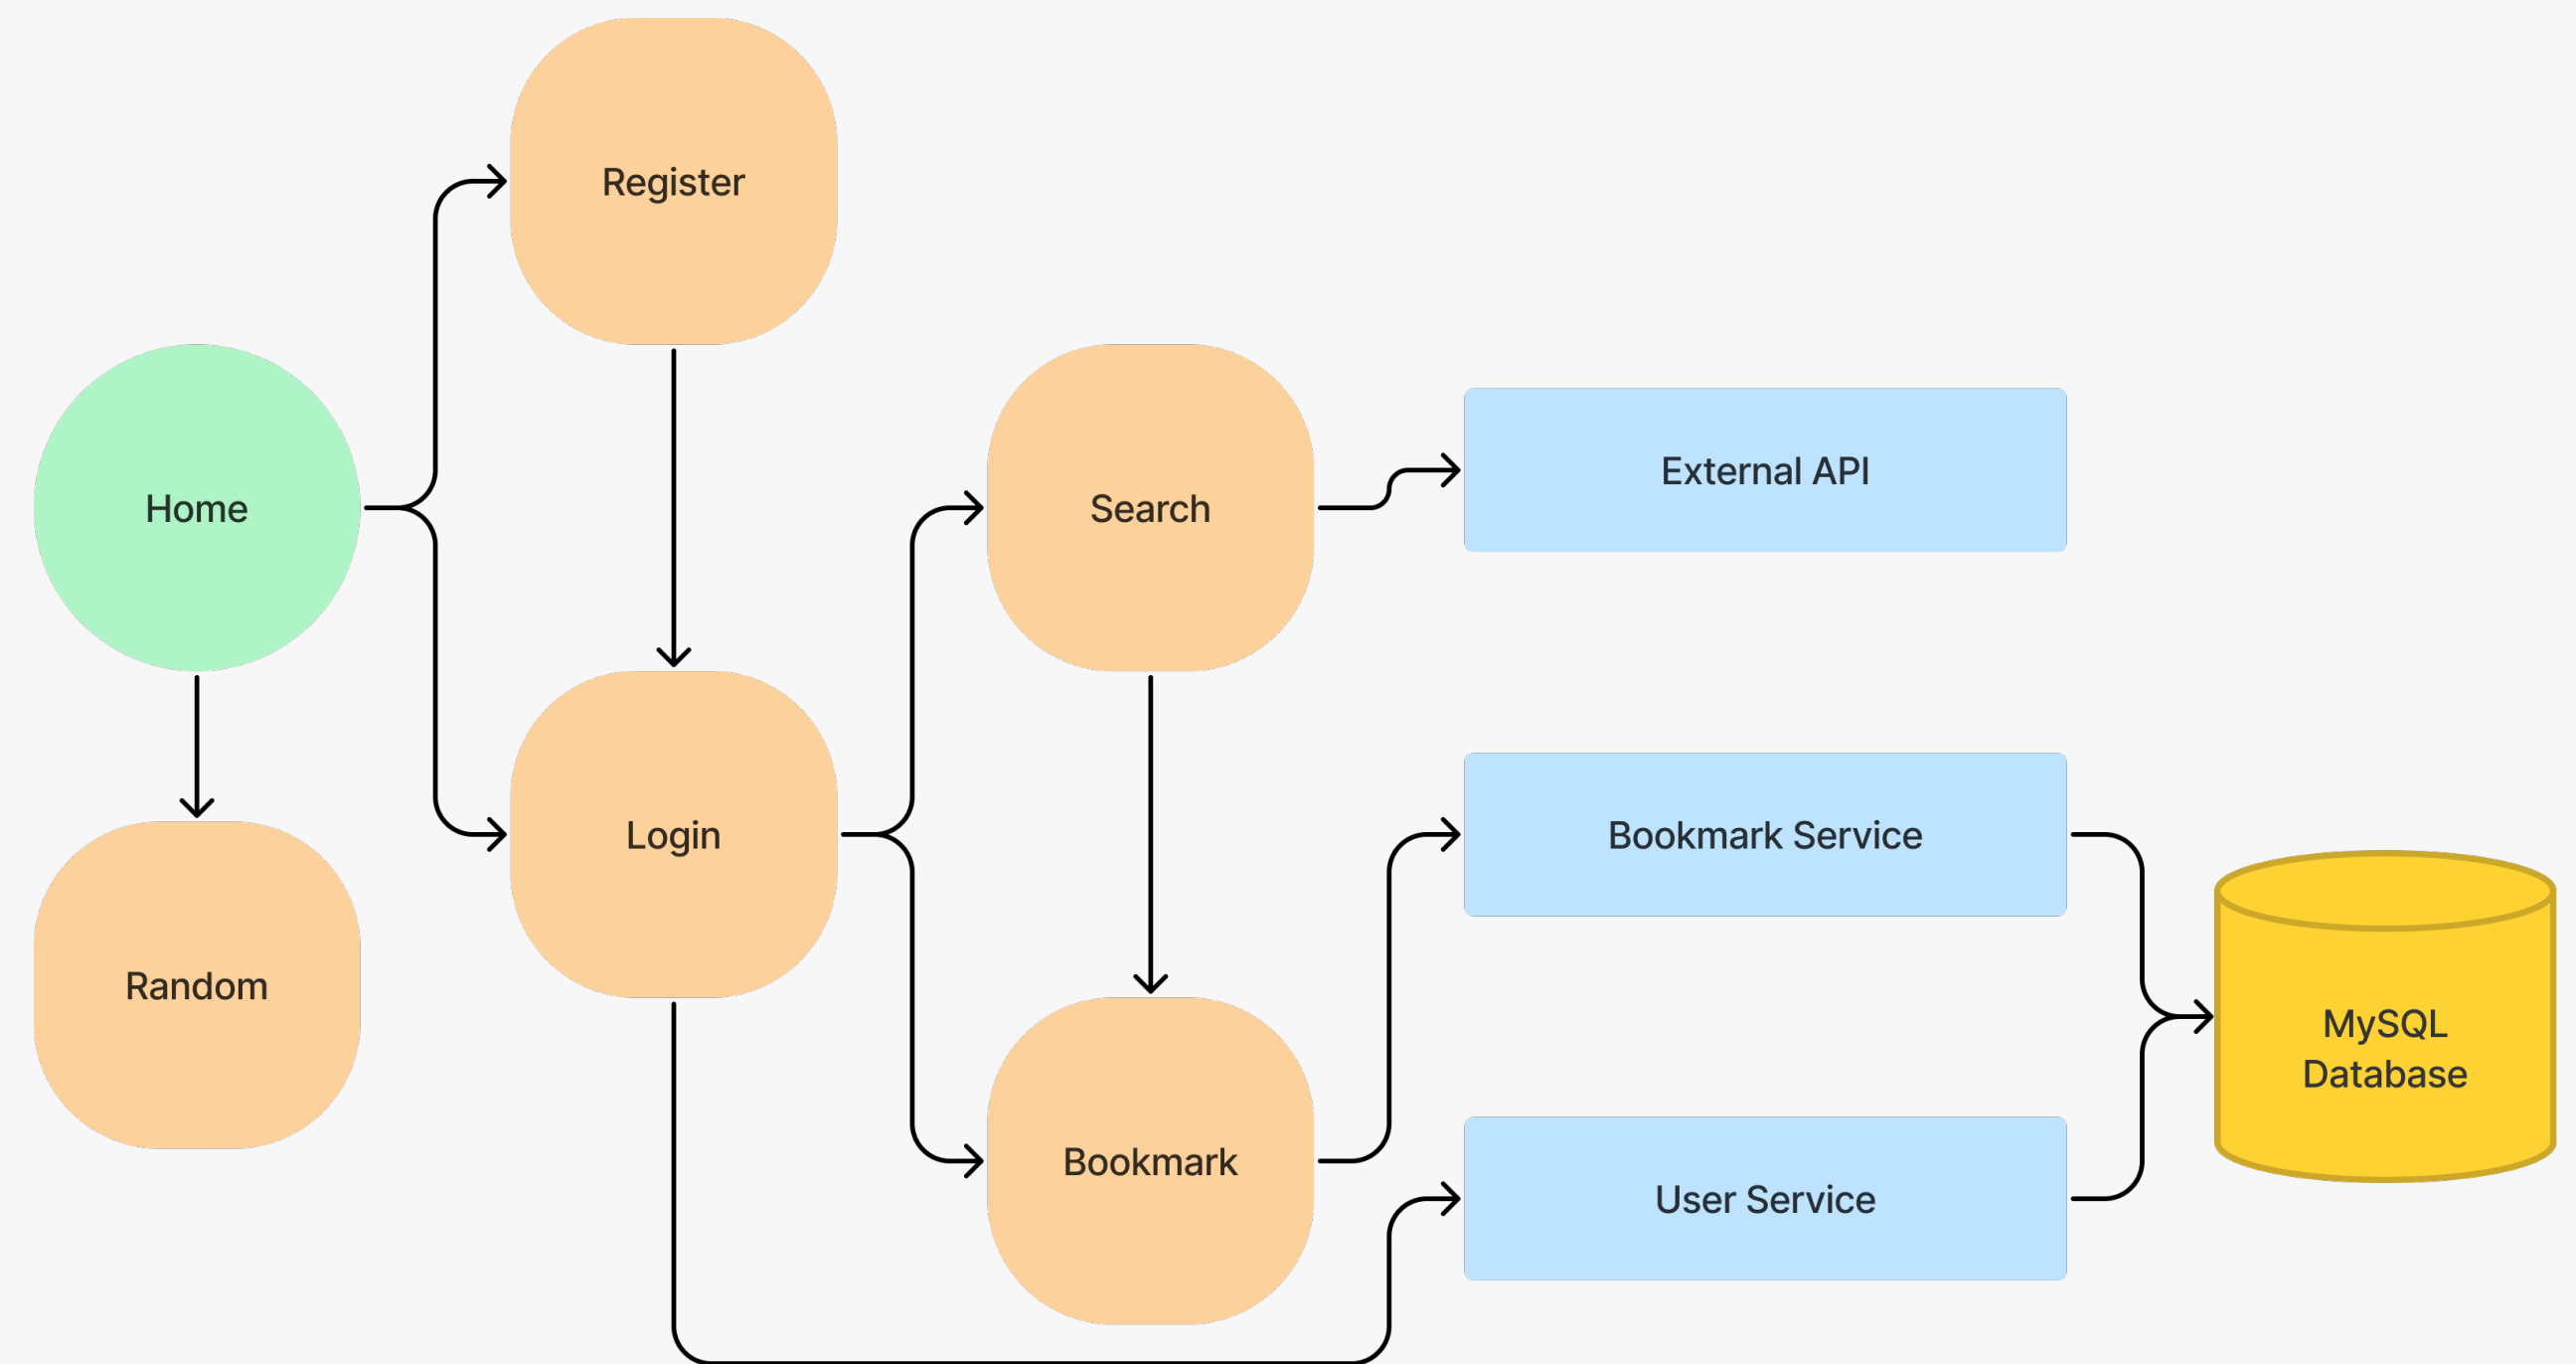 Register
Home
Search
External API
Login
Bookmark Service
Random
MySQL
Database
Bookmark
User Service